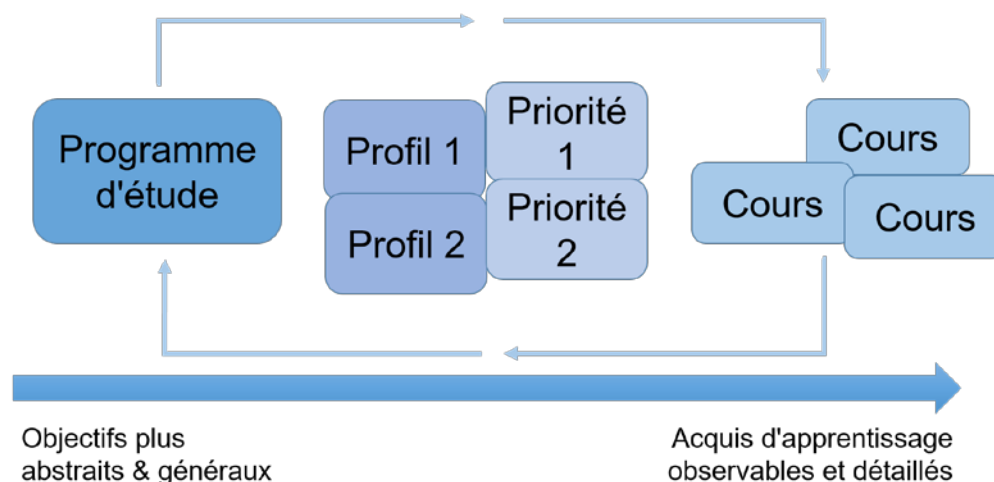 Programme
d'étude
Profil 1
Priorité
1
Profil 2
Priorité
2
Cours
Cours
Cours
Objectifs plus
abstraits & généraux
Acquis d'apprentissage
observables et détaillés